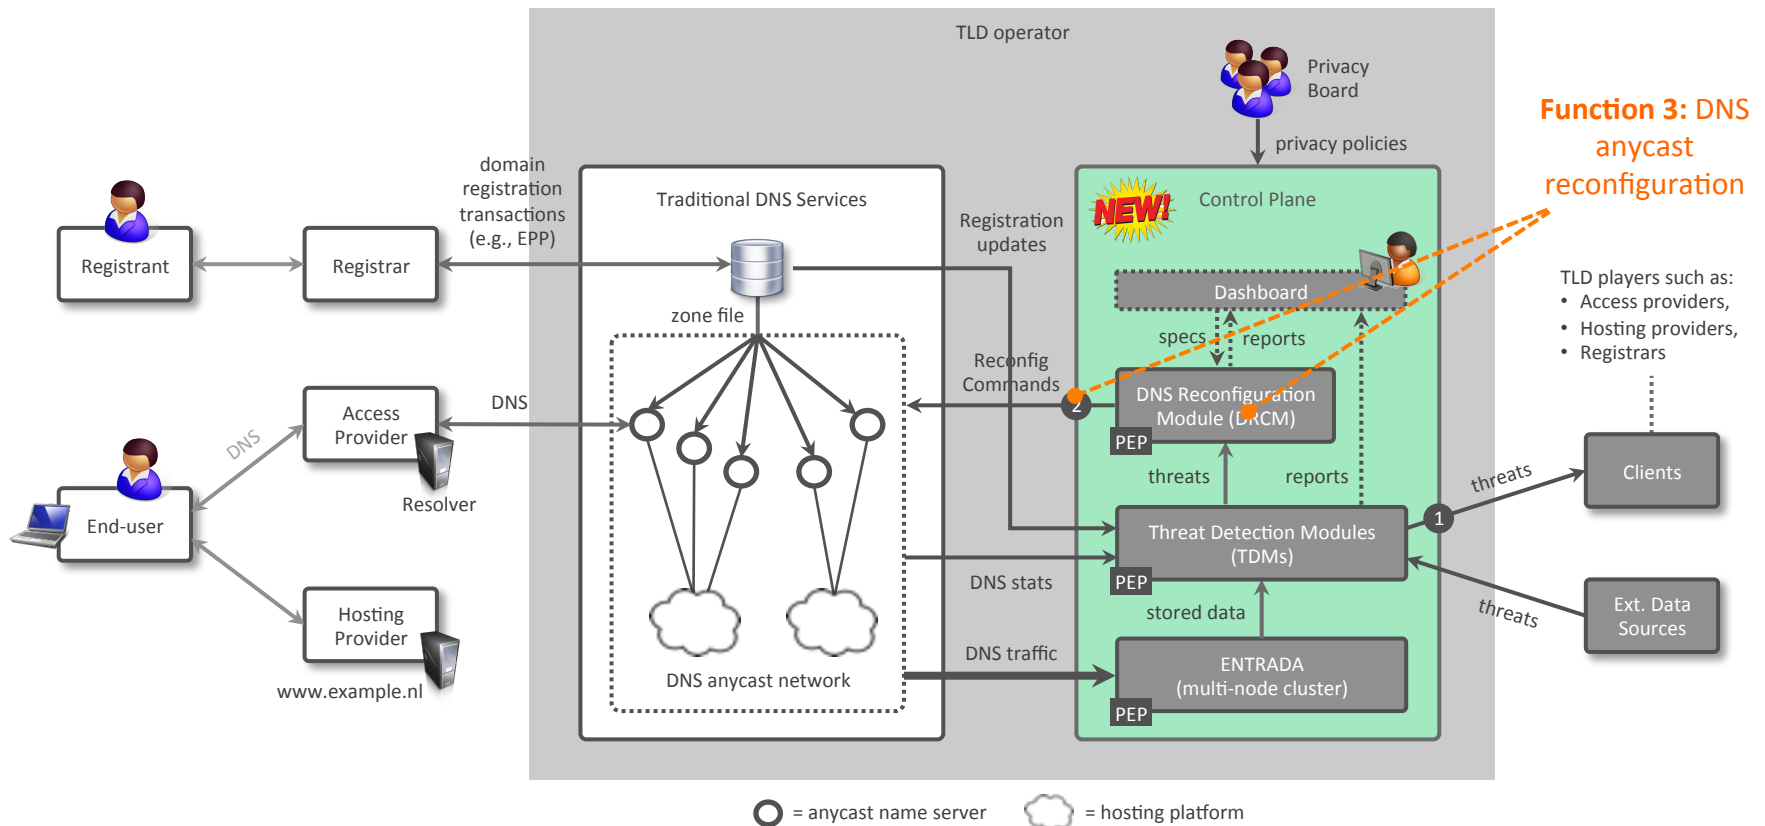 TLD operator
Privacy
Board
privacy policies
Function 3: DNS
anycast
reconfiguration
domain
registration
transactions
(e.g., EPP)
Traditional DNS Services
NEW!
Control Plane
Registration
updates
Registrant
Registrar
Dashboard
TLD players such as:
• Access providers,
• Hosting providers,
• Registrars
zone file
specs
reports
Reconfig
Commands
2
DNS Reconfiguration
Module (DRCM)
PEP
Access
Provider
DNS
DNS
Resolver
threats
reports
threats
Clients
1
End-user
Threat Detection Modules
(TDMs)
PEP
DNS stats
stored data
threats
Ext. Data
Sources
Hosting
Provider
www.example.nl
DNS traffic
DNS anycast network
ENTRADA
(multi-node cluster)
PEP
= anycast name server
= hosting platform